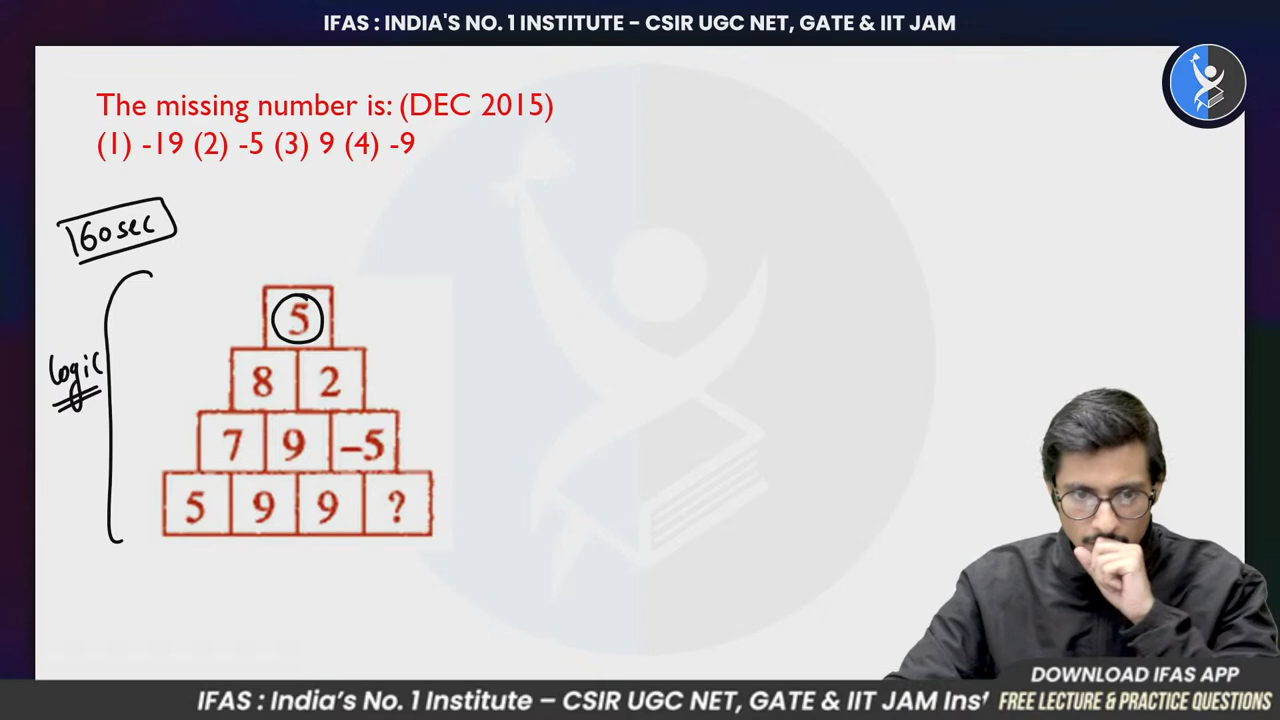 IFAS : INDIA'S NO. 1 INSTITUTE – CSIR UGC NET, GATE & IIT JAM
The missing number is: (DEC 2015)
(1) -19 (2) -5 (3) 9 (4) -9
160sec
logic
5
8 2
7 9 –5
5 9 9 ?
DOWNLOAD IFAS APP
IFAS : India's No. 1 Institute – CSIR UGC NET, GATE & IIT JAM
FREE LECTURE & PRACTICE QUESTIONS